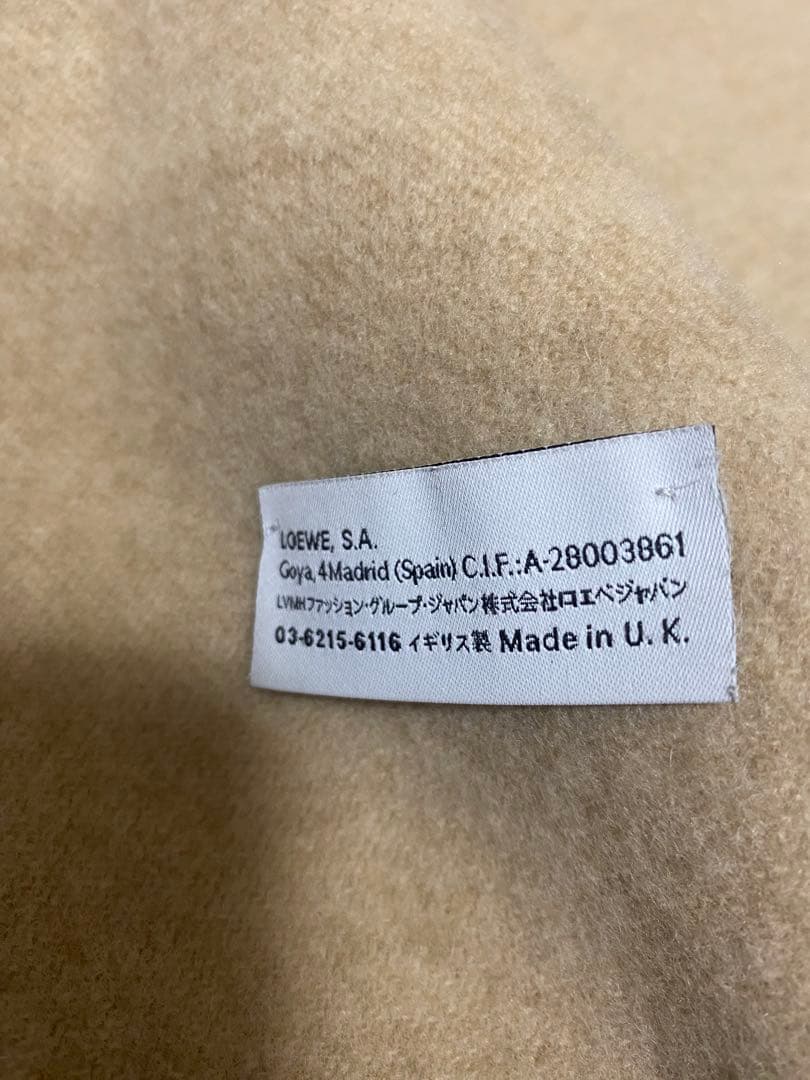 LOEWE, S.A.
Goya, 4 Madrid (Spain) C.I.F.: A-28003861
LVMHファッション・グループ・ジャパン株式会社ロエベジャパン
03-6215-6116 イギリス製 Made in U. K.